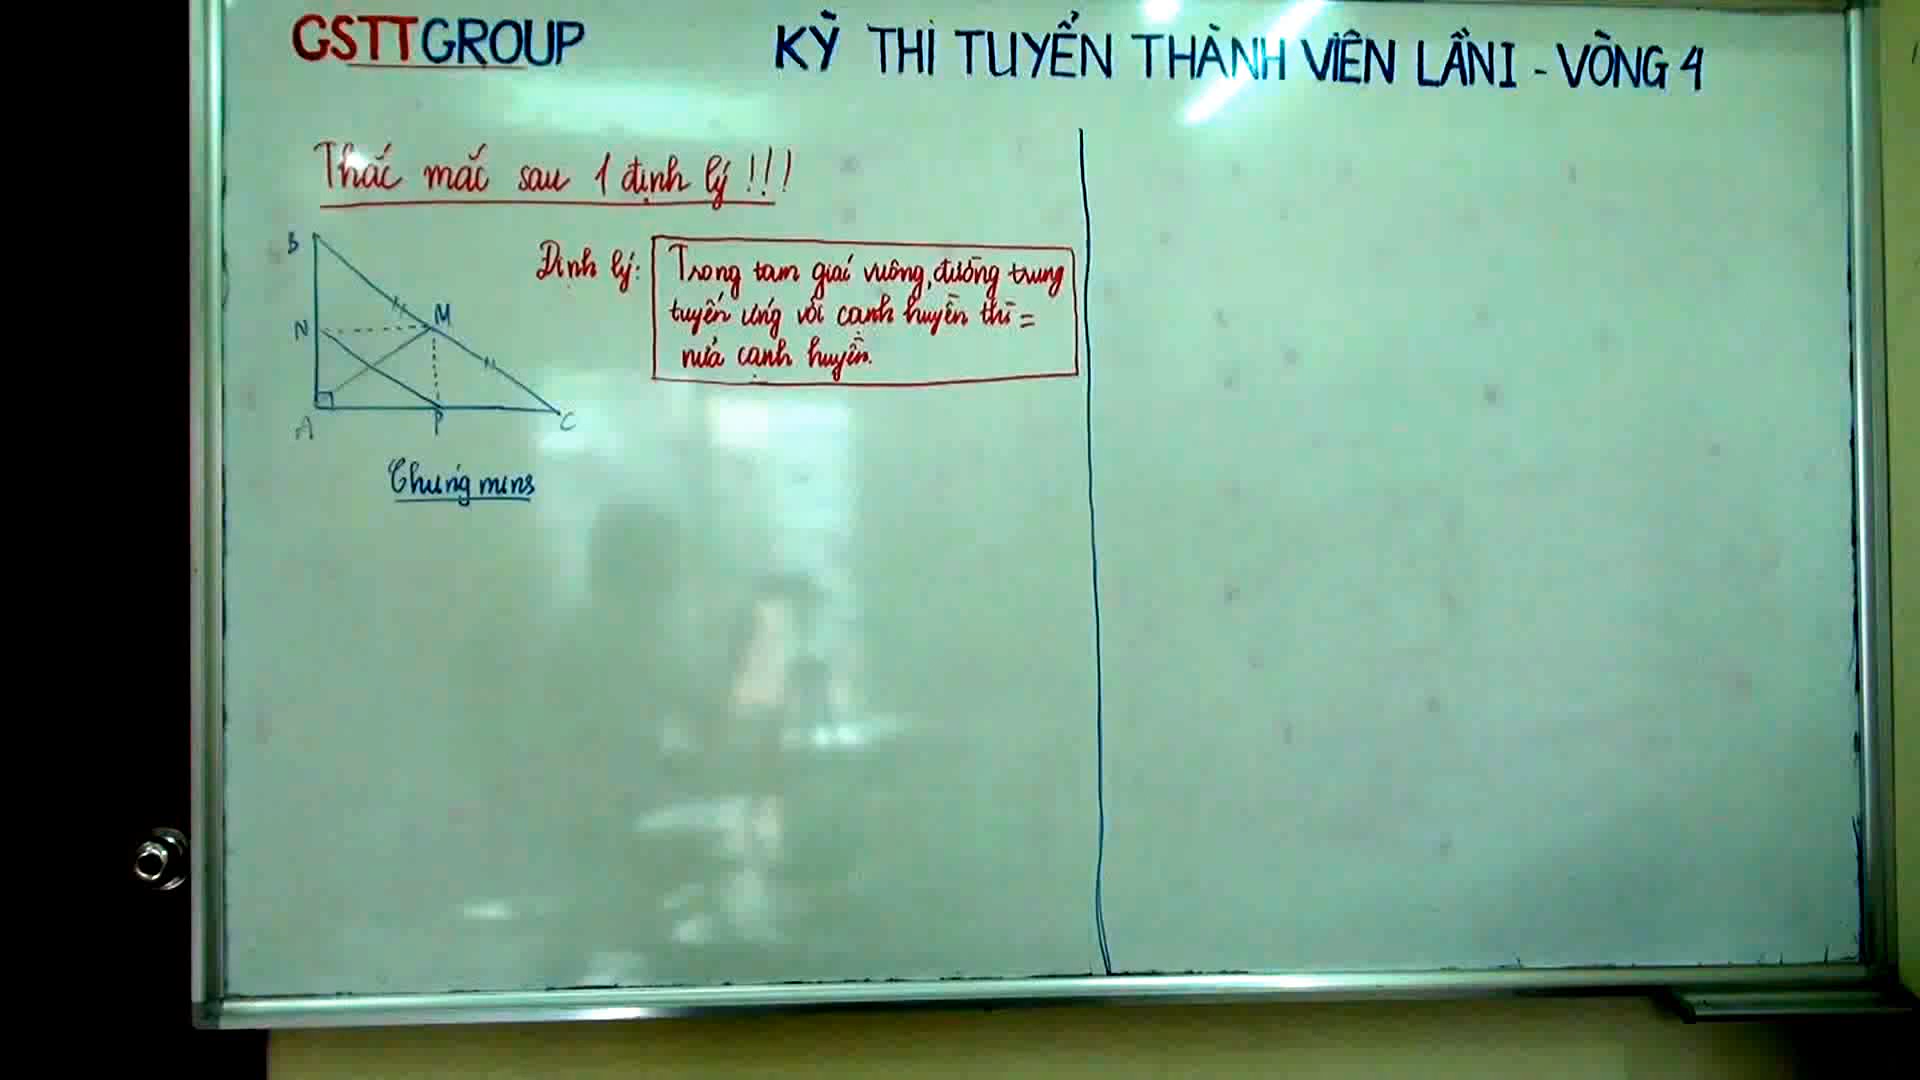 GSTTGROUP
KỲ THI TUYỂN THÀNH VIÊN LẦN I - VÒNG 4
Thắc mắc sau 1 định lý !!!
Định lý:
Trong tam giác vuông, đường trung
tuyến ứng với cạnh huyền thì =
nửa cạnh huyền.
B
M
N
A
P
C
Chứng minh